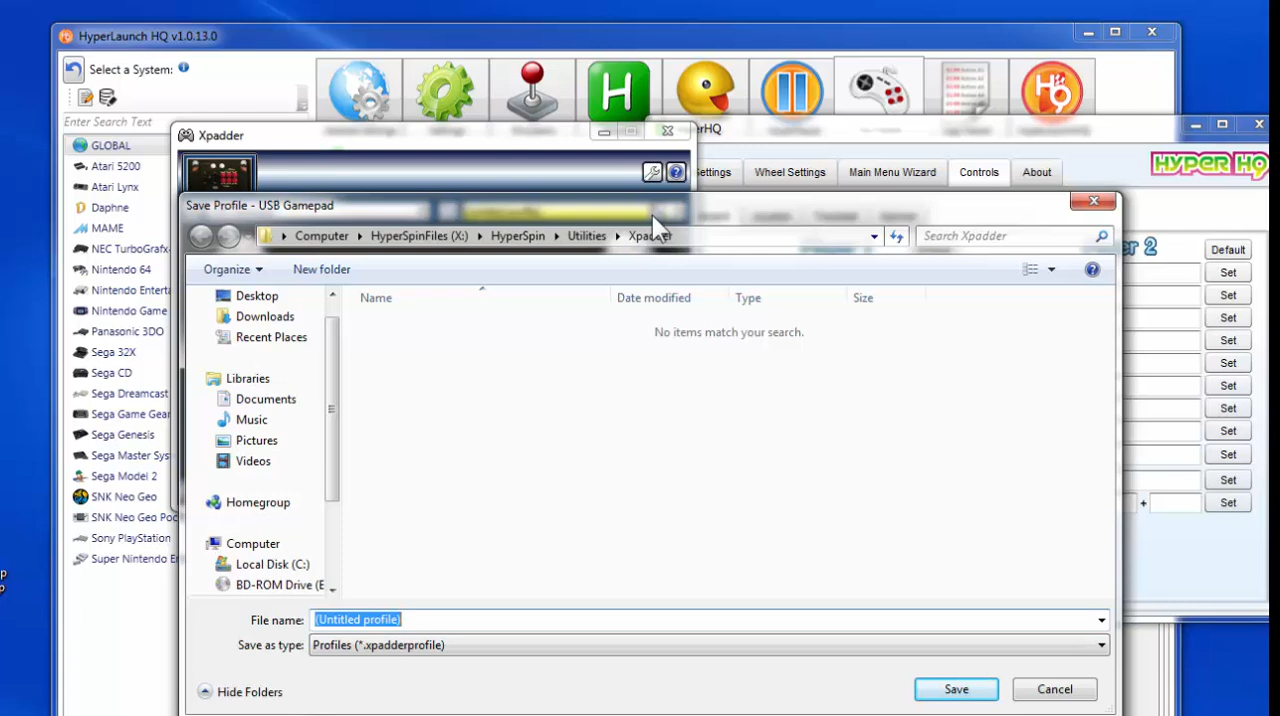 HyperLaunch HQ v1.0.13.0
Select a System:
Enter Search Text
GLOBAL
Atari 5200
Atari Lynx
Daphne
MAME
NEC TurboGrafx-
Nintendo 64
Nintendo Enterta
Nintendo Game
Panasonic 3DO
Sega 32X
Sega CD
Sega Dreamcast
Sega Game Gear
Sega Genesis
Sega Master Sys
Sega Model 2
SNK Neo Geo
SNK Neo Geo Poc
Sony PlayStation
Super Nintendo E
Xpadder
HQ
HYPER HQ
Settings Wheel Settings Main Menu Wizard Controls About
er 2
Default
Set
Set
Set
Set
Set
Set
Set
Set
Set
Set
+ Set
Save Profile - USB Gamepad
Computer HyperSpinFiles (X:) HyperSpin Utilities Xpadder
Search Xpadder
Organize New folder
Desktop
Downloads
Recent Places
Libraries
Documents
Music
Pictures
Videos
Homegroup
Computer
Local Disk (C:)
BD-ROM Drive (E
Name Date modified Type Size
No items match your search.
File name: (Untitled profile)
Save as type: Profiles (*.xpadderprofile)
Hide Folders Save Cancel
p
p